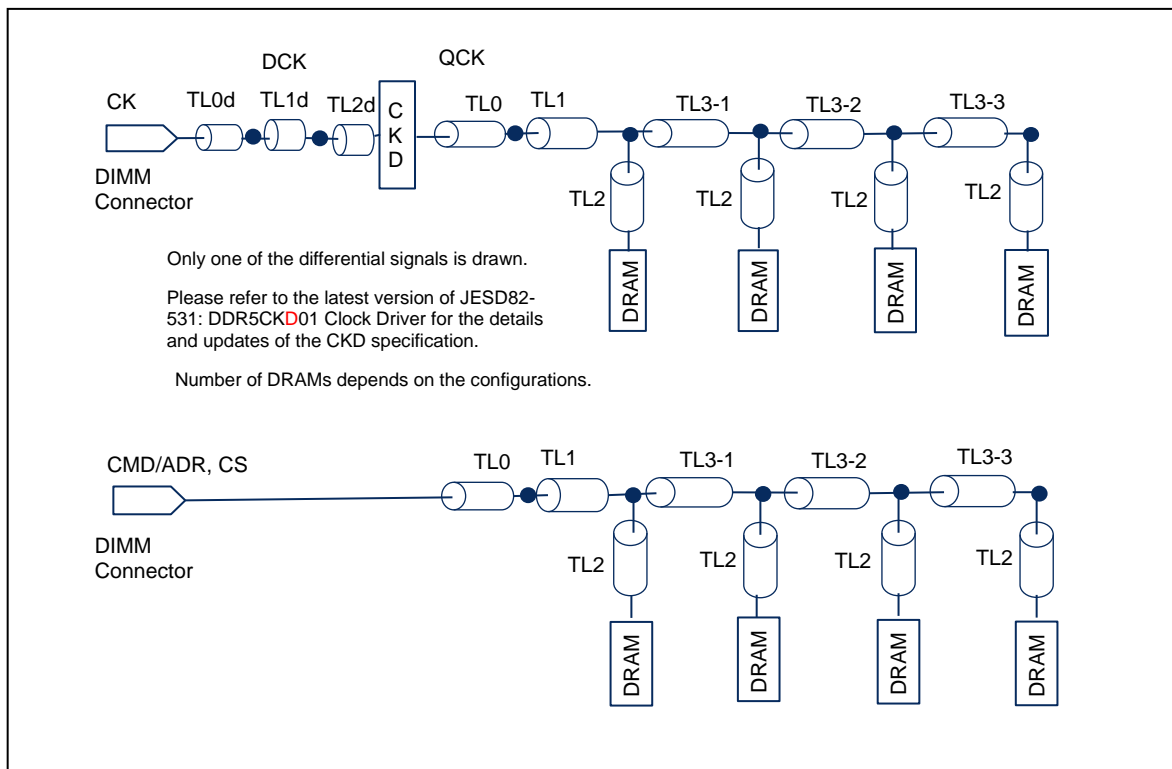 DCK
QCK
CK
TL0d
TL1d
TL2d
CKD
TL0
TL1
TL3-1
TL3-2
TL3-3
DIMM
Connector
TL2
TL2
TL2
TL2
DRAM
DRAM
DRAM
DRAM
Only one of the differential signals is drawn.
Please refer to the latest version of JESD82-
531: DDR5CKD01 Clock Driver for the details
and updates of the CKD specification.
Number of DRAMs depends on the configurations.
CMD/ADR, CS
TL0
TL1
TL3-1
TL3-2
TL3-3
DIMM
Connector
TL2
TL2
TL2
TL2
DRAM
DRAM
DRAM
DRAM